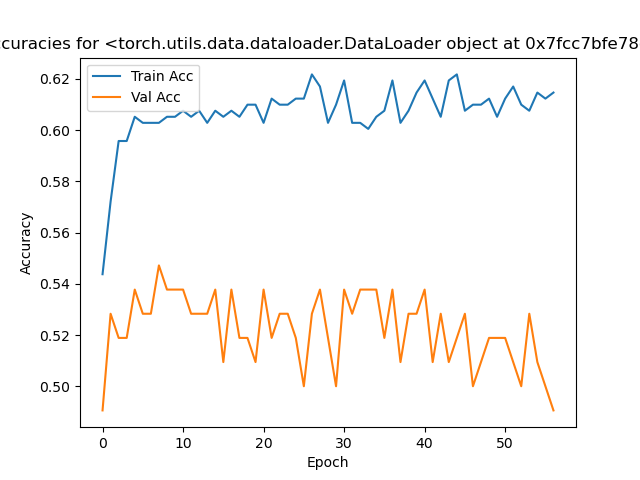 curacies for <torch.utils.data.dataloader.DataLoader object at 0x7fcc7bfe78
Train Acc
Val Acc
0.62
0.60
0.58
0.56
0.54
0.52
0.50
Accuracy
0 10 20 30 40 50
Epoch